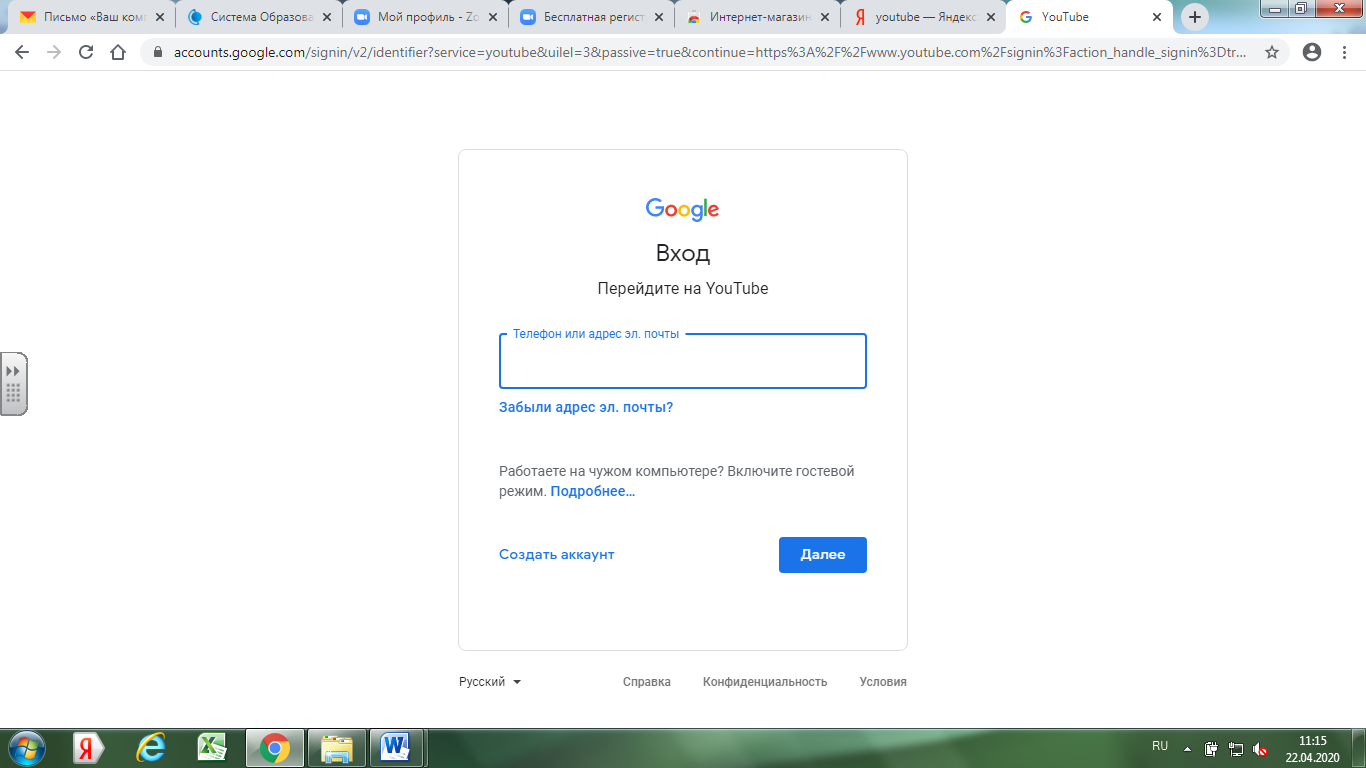 Письмо «Ваш ком
Система Образова
Мой профиль - Zo
Бесплатная регист
Интернет-магазин
youtube — Яндекс
YouTube
accounts.google.com/signin/v2/identifier?service=youtube&uilel=3&passive=true&continue=https%3A%2F%2Fwww.youtube.com%2Fsignin%3Faction_handle_signin%3Dtr...
Google
Вход
Перейдите на YouTube
Телефон или адрес эл. почты
Забыли адрес эл. почты?
Работаете на чужом компьютере? Включите гостевой
режим. Подробнее…
Создать аккаунт
Далее
Русский
Справка
Конфиденциальность
Условия
RU
11:15
22.04.2020